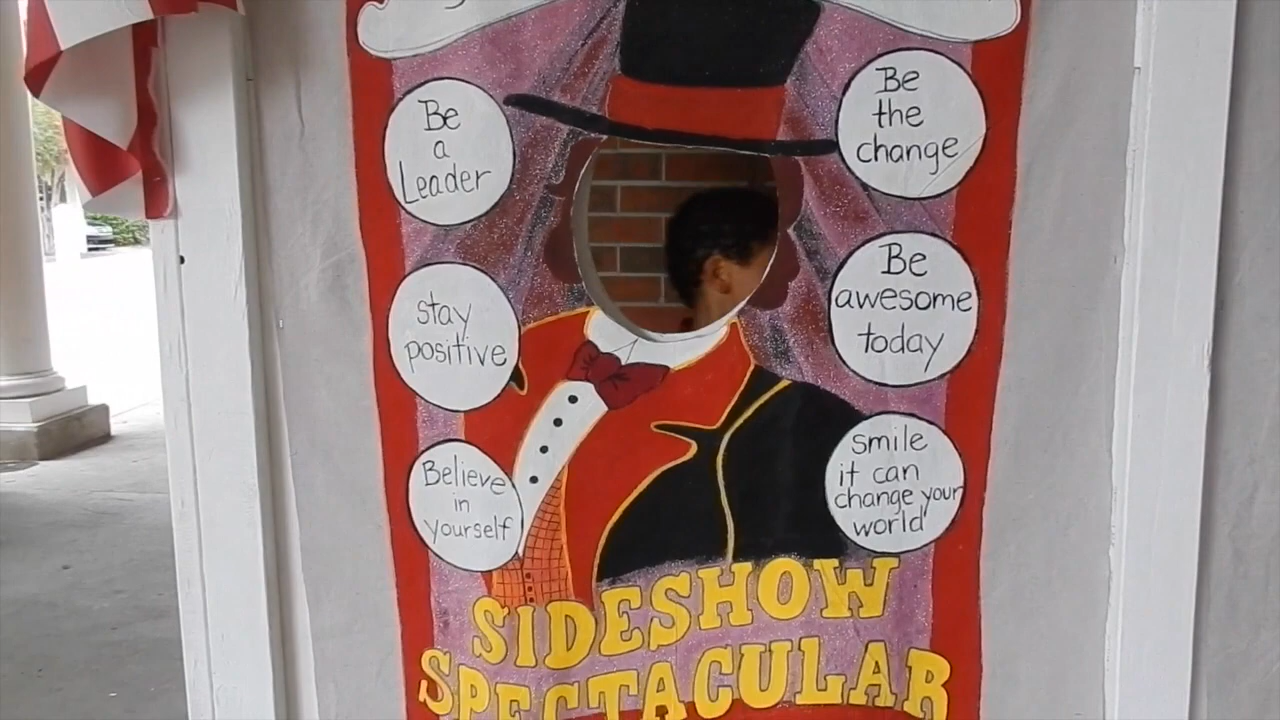 Be
a
Leader
stay
positive
Believe
in
yourself
Be
the
change
Be
awesome
today
smile
it can
change your
world
SIDESHOW
SPECTACULAR